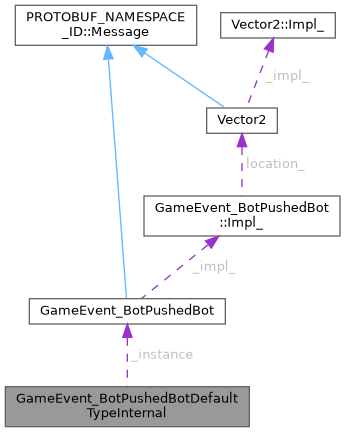 PROTOBUF_NAMESPACE
_ID::Message
Vector2::Impl_
_impl_
Vector2
location_
GameEvent_BotPushedBot
::Impl_
_impl_
GameEvent_BotPushedBot
_instance
GameEvent_BotPushedBotDefault
TypeInternal